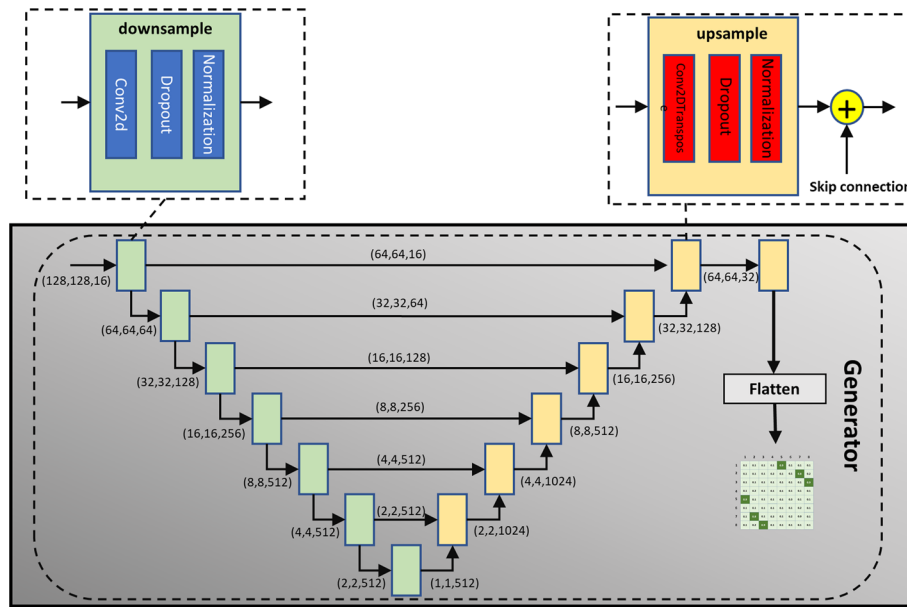 downsample
Conv2d
Dropout
Normalization
upsample
Conv2DTranspos
e
Dropout
Normalization
+
Skip connection
(64,64,16)
(128,128,16)
(64,64,32)
(32,32,64)
(64,64,64)
(32,32,128)
(16,16,128)
(32,32,128)
(16,16,256)
(8,8,256)
(16,16,256)
(8,8,512)
(4,4,512)
(8,8,512)
(4,4,1024)
(2,2,512)
(4,4,512)
(2,2,1024)
(2,2,512)
(1,1,512)
Flatten
Generator